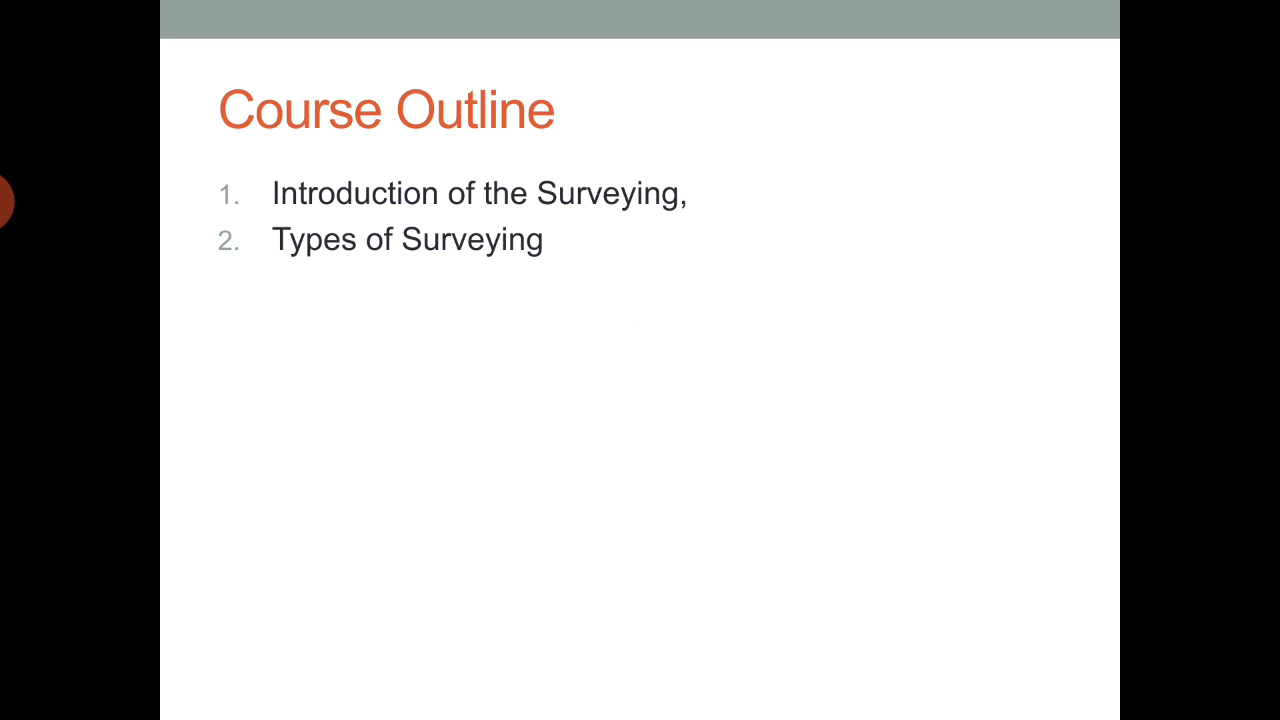 Course Outline
1. Introduction of the Surveying,
2. Types of Surveying